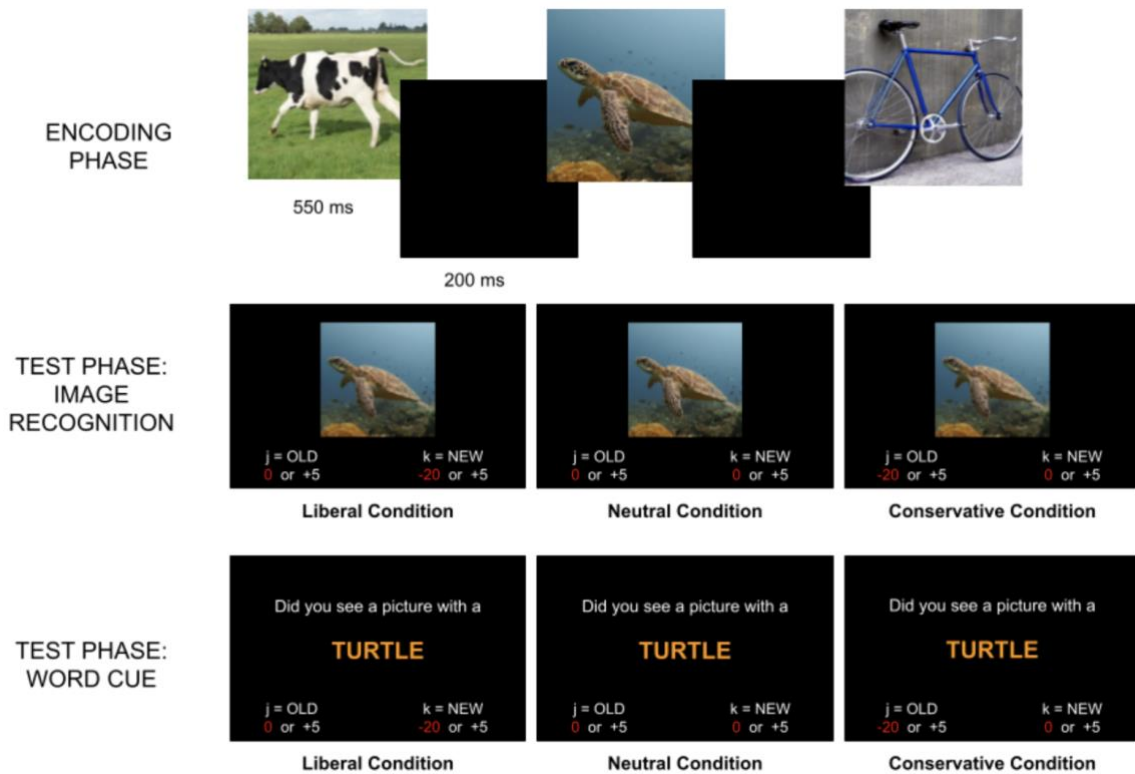 ENCODING
PHASE
550 ms
200 ms
TEST PHASE:
IMAGE
RECOGNITION
j = OLD k = NEW
0 or +5 -20 or +5
Liberal Condition
j = OLD k = NEW
0 or +5 0 or +5
Neutral Condition
j = OLD k = NEW
-20 or +5 0 or +5
Conservative Condition
TEST PHASE:
WORD CUE
Did you see a picture with a
TURTLE
j = OLD k = NEW
0 or +5 -20 or +5
Liberal Condition
Did you see a picture with a
TURTLE
j = OLD k = NEW
0 or +5 0 or +5
Neutral Condition
Did you see a picture with a
TURTLE
j = OLD k = NEW
-20 or +5 0 or +5
Conservative Condition